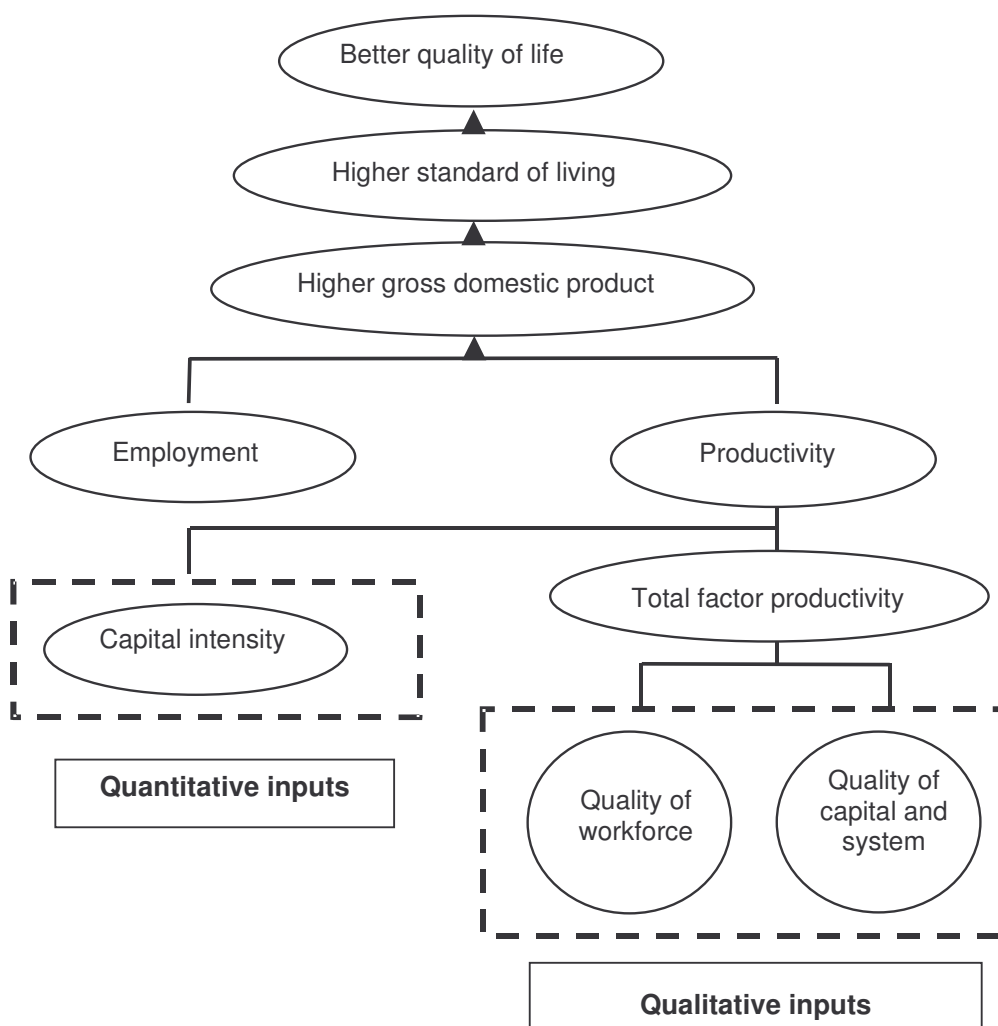 Better quality of life
Higher standard of living
Higher gross domestic product
Employment
Productivity
Total factor productivity
Capital intensity
Quantitative inputs
Quality of
workforce
Quality of
capital and
system
Qualitative inputs